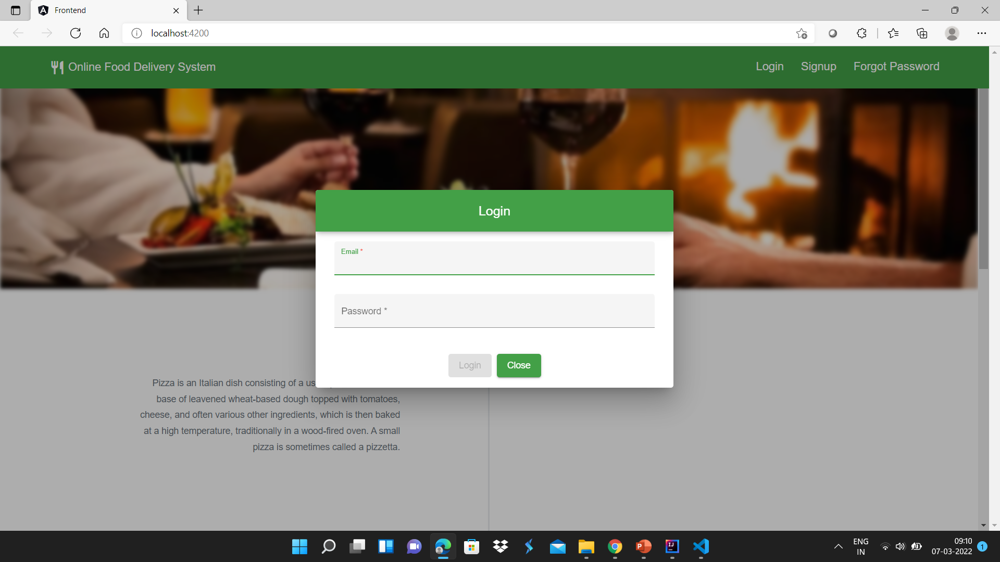 Frontend
localhost:4200
Online Food Delivery System
Login Signup Forgot Password
Login
Email *
Password *
Login Close
Pizza is an Italian dish consisting of a
base of leavened wheat-based dough topped with tomatoes,
cheese, and often various other ingredients, which is then baked
at a high temperature, traditionally in a wood-fired oven. A small
pizza is sometimes called a pizzetta.
ENG
IN
09:10
07-03-2022
1